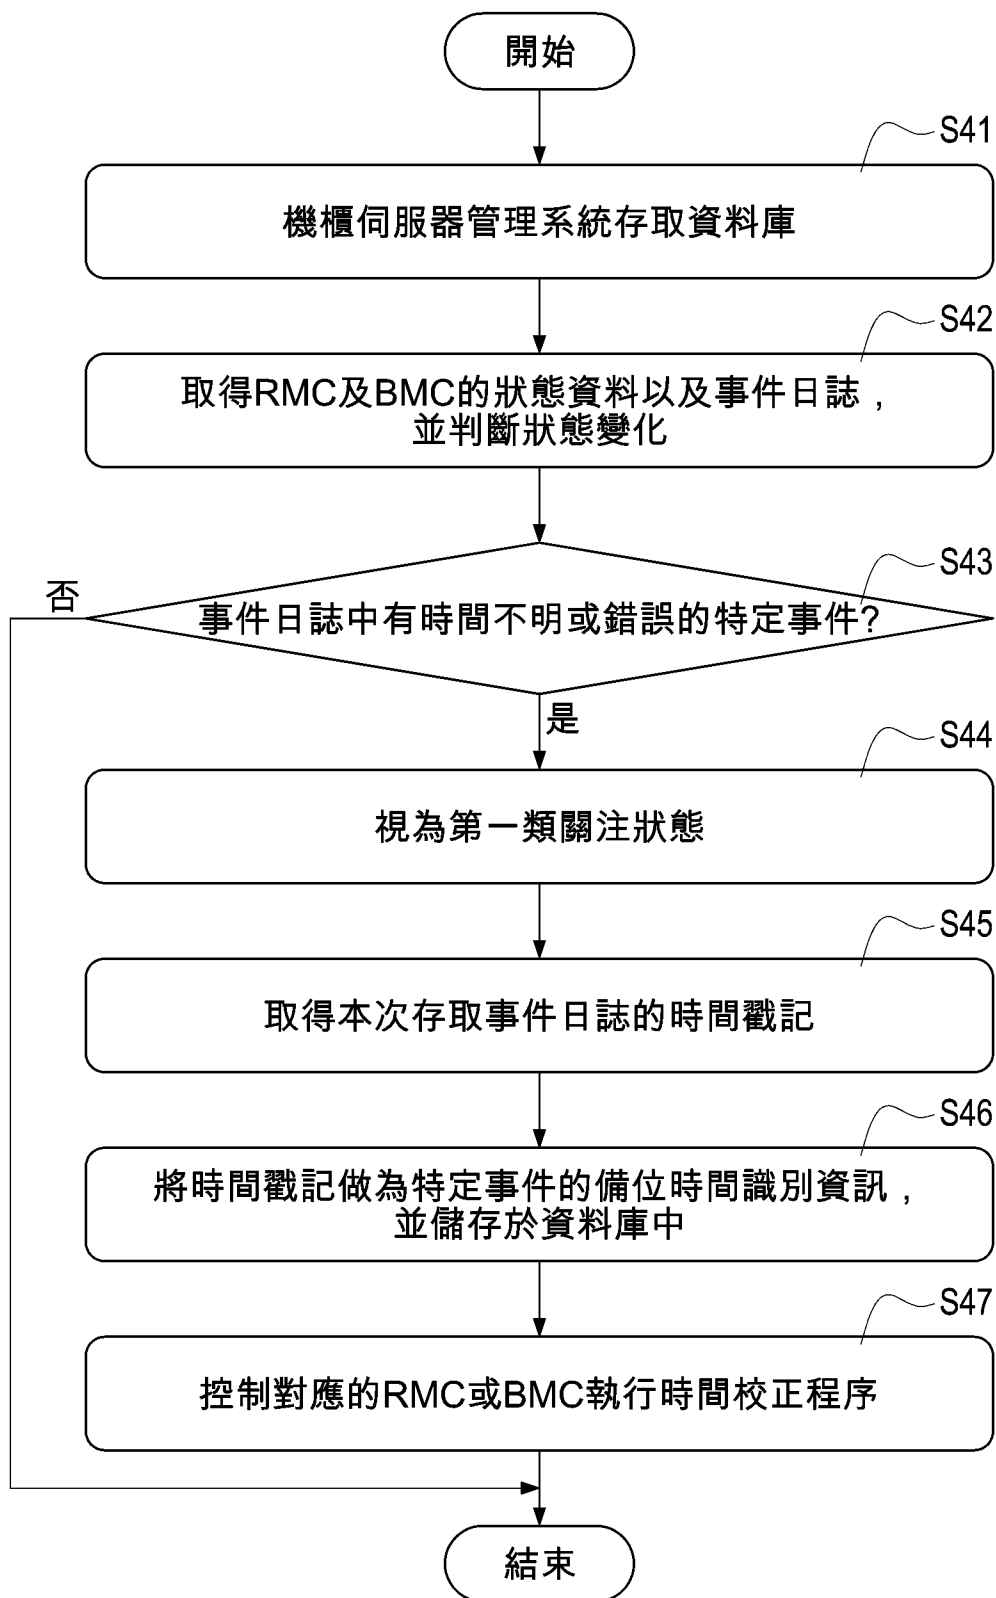 開始
S41
機櫃伺服器管理系統存取資料庫
S42
取得RMC及BMC的狀態資料以及事件日誌，
並判斷狀態變化
S43
否
事件日誌中有時間不明或錯誤的特定事件?
是
S44
視為第一類關注狀態
S45
取得本次存取事件日誌的時間戳記
S46
將時間戳記做為特定事件的備位時間識別資訊，
並儲存於資料庫中
S47
控制對應的RMC或BMC執行時間校正程序
結束